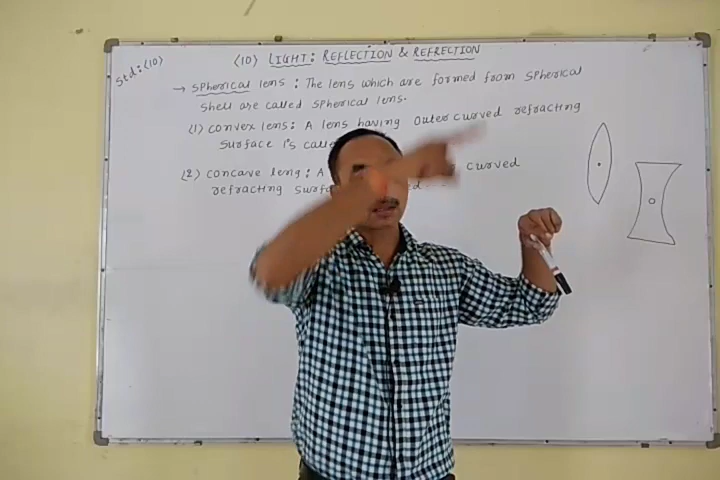 Std:(10)
(10) LIGHT: REFLECTION & REFRECTION
→ Spherical lens : The lens which are formed from spherical
shell are called spherical lens.
(1) convex lens: A lens having outer curved refracting
surface is
(2) concave leng: A curved
refracting